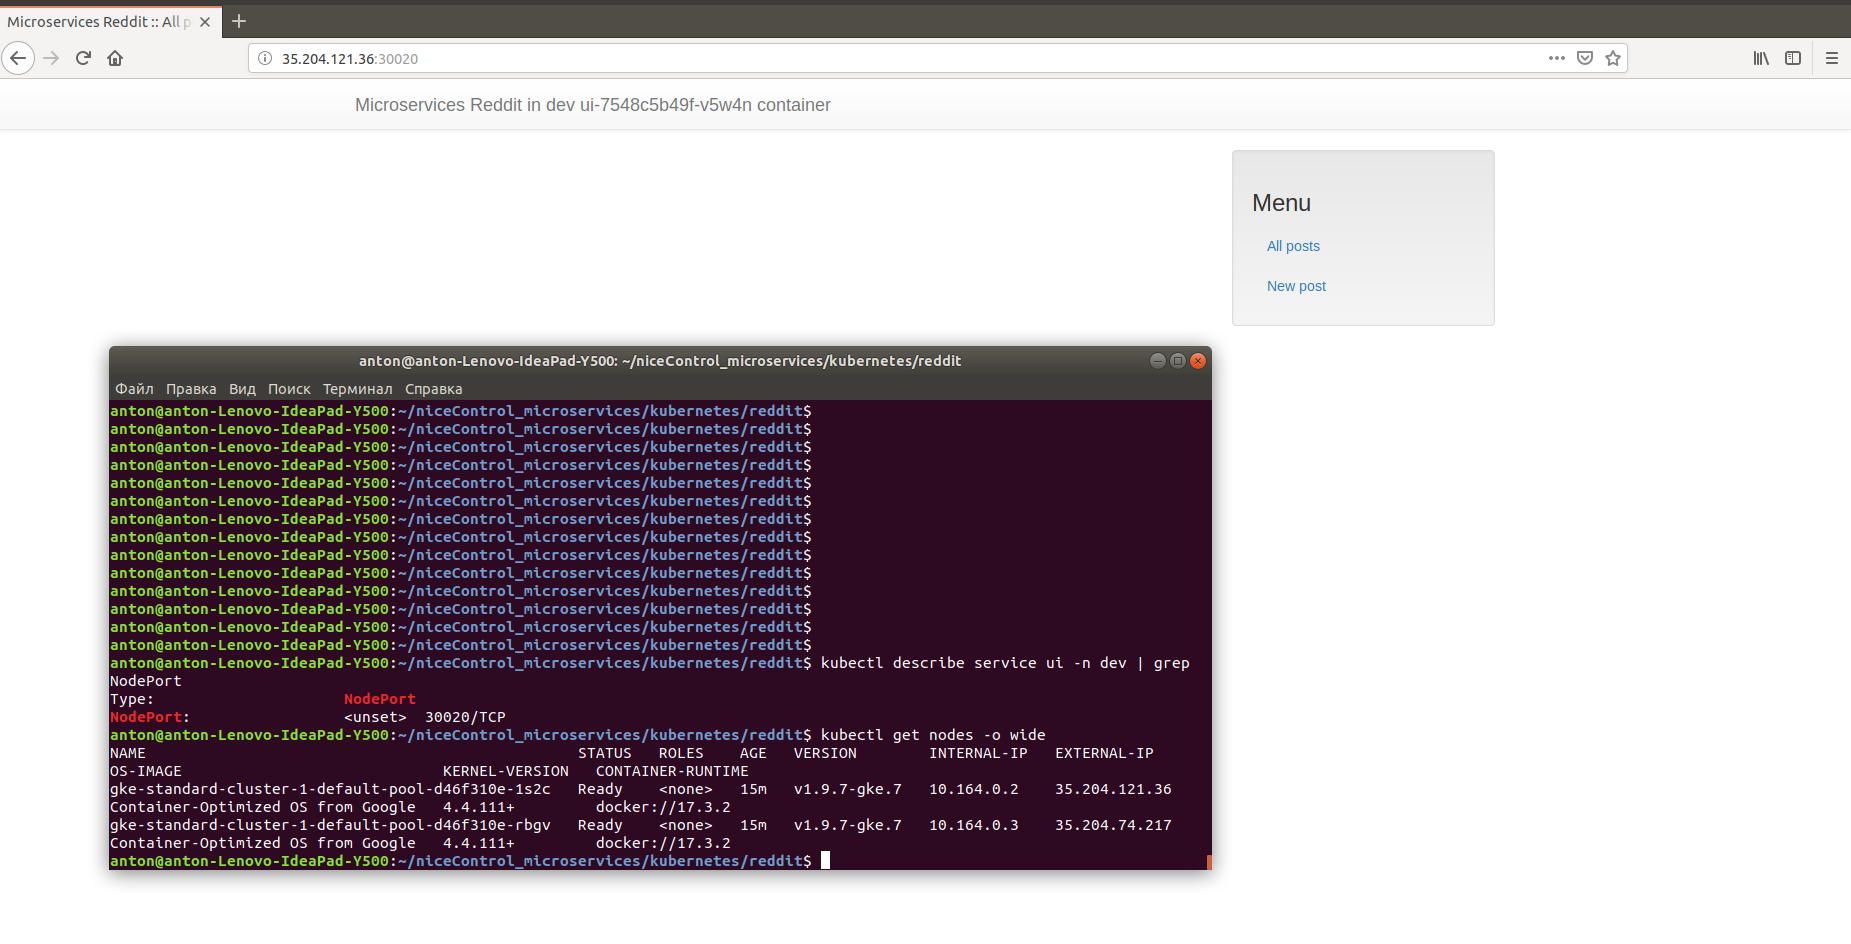 Microservices Reddit :: All p
35.204.121.36:30020
Microservices Reddit in dev ui-7548c5b49f-v5w4n container
Menu
All posts
New post
anton@anton-Lenovo-IdeaPad-Y500: ~/niceControl_microservices/kubernetes/reddit
Файл Правка Вид Поиск Терминал Справка
anton@anton-Lenovo-IdeaPad-Y500:~/niceControl_microservices/kubernetes/reddit$
anton@anton-Lenovo-IdeaPad-Y500:~/niceControl_microservices/kubernetes/reddit$
anton@anton-Lenovo-IdeaPad-Y500:~/niceControl_microservices/kubernetes/reddit$
anton@anton-Lenovo-IdeaPad-Y500:~/niceControl_microservices/kubernetes/reddit$
anton@anton-Lenovo-IdeaPad-Y500:~/niceControl_microservices/kubernetes/reddit$
anton@anton-Lenovo-IdeaPad-Y500:~/niceControl_microservices/kubernetes/reddit$
anton@anton-Lenovo-IdeaPad-Y500:~/niceControl_microservices/kubernetes/reddit$
anton@anton-Lenovo-IdeaPad-Y500:~/niceControl_microservices/kubernetes/reddit$
anton@anton-Lenovo-IdeaPad-Y500:~/niceControl_microservices/kubernetes/reddit$
anton@anton-Lenovo-IdeaPad-Y500:~/niceControl_microservices/kubernetes/reddit$
anton@anton-Lenovo-IdeaPad-Y500:~/niceControl_microservices/kubernetes/reddit$
anton@anton-Lenovo-IdeaPad-Y500:~/niceControl_microservices/kubernetes/reddit$
anton@anton-Lenovo-IdeaPad-Y500:~/niceControl_microservices/kubernetes/reddit$
anton@anton-Lenovo-IdeaPad-Y500:~/niceControl_microservices/kubernetes/reddit$
anton@anton-Lenovo-IdeaPad-Y500:~/niceControl_microservices/kubernetes/reddit$ kubectl describe service ui -n dev | grep
NodePort
Type: NodePort
NodePort: <unset> 30020/TCP
anton@anton-Lenovo-IdeaPad-Y500:~/niceControl_microservices/kubernetes/reddit$ kubectl get nodes -o wide
NAME STATUS ROLES AGE VERSION INTERNAL-IP EXTERNAL-IP
OS-IMAGE KERNEL-VERSION CONTAINER-RUNTIME
gke-standard-cluster-1-default-pool-d46f310e-1s2c Ready <none> 15m v1.9.7-gke.7 10.164.0.2 35.204.121.36
Container-Optimized OS from Google 4.4.111+ docker://17.3.2
gke-standard-cluster-1-default-pool-d46f310e-rbgv Ready <none> 15m v1.9.7-gke.7 10.164.0.3 35.204.74.217
Container-Optimized OS from Google 4.4.111+ docker://17.3.2
anton@anton-Lenovo-IdeaPad-Y500:~/niceControl_microservices/kubernetes/reddit$